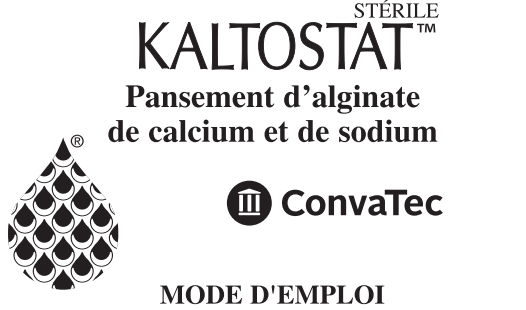 STÉRILE
KALTOSTAT™
Pansement d’alginate
de calcium et de sodium
®
ConvaTec
MODE D'EMPLOI